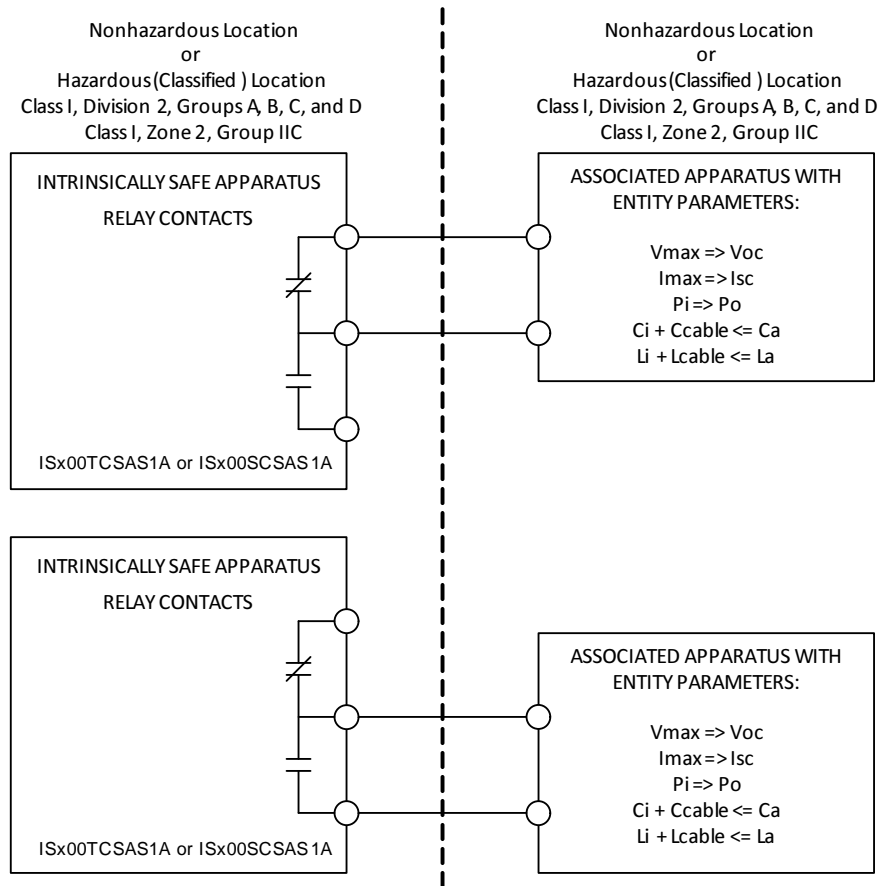 Nonhazardous Location
or
Hazardous (Classified ) Location
Class I, Division 2, Groups A, B, C, and D
Class I, Zone 2, Group IIC
Nonhazardous Location
or
Hazardous (Classified ) Location
Class I, Division 2, Groups A, B, C, and D
Class I, Zone 2, Group IIC
INTRINSICALLY SAFE APPARATUS
RELAY CONTACTS
ISx00TCSAS1A or ISx00SCSAS1A
ASSOCIATED APPARATUS WITH
ENTITY PARAMETERS:
Vmax => Voc
Imax => Isc
Pi => Po
Ci + Ccable <= Ca
Li + Lcable <= La
INTRINSICALLY SAFE APPARATUS
RELAY CONTACTS
ISx00TCSAS1A or ISx00SCSAS1A
ASSOCIATED APPARATUS WITH
ENTITY PARAMETERS:
Vmax => Voc
Imax => Isc
Pi => Po
Ci + Ccable <= Ca
Li + Lcable <= La